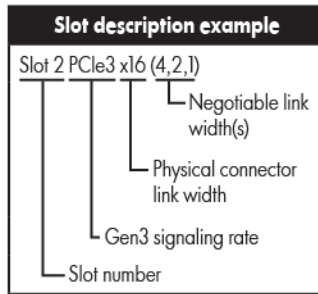 Slot description example
Slot 2 PCIe3 x16 (4,2,1)
Negotiable link
width(s)
Physical connector
link width
Gen3 signaling rate
Slot number